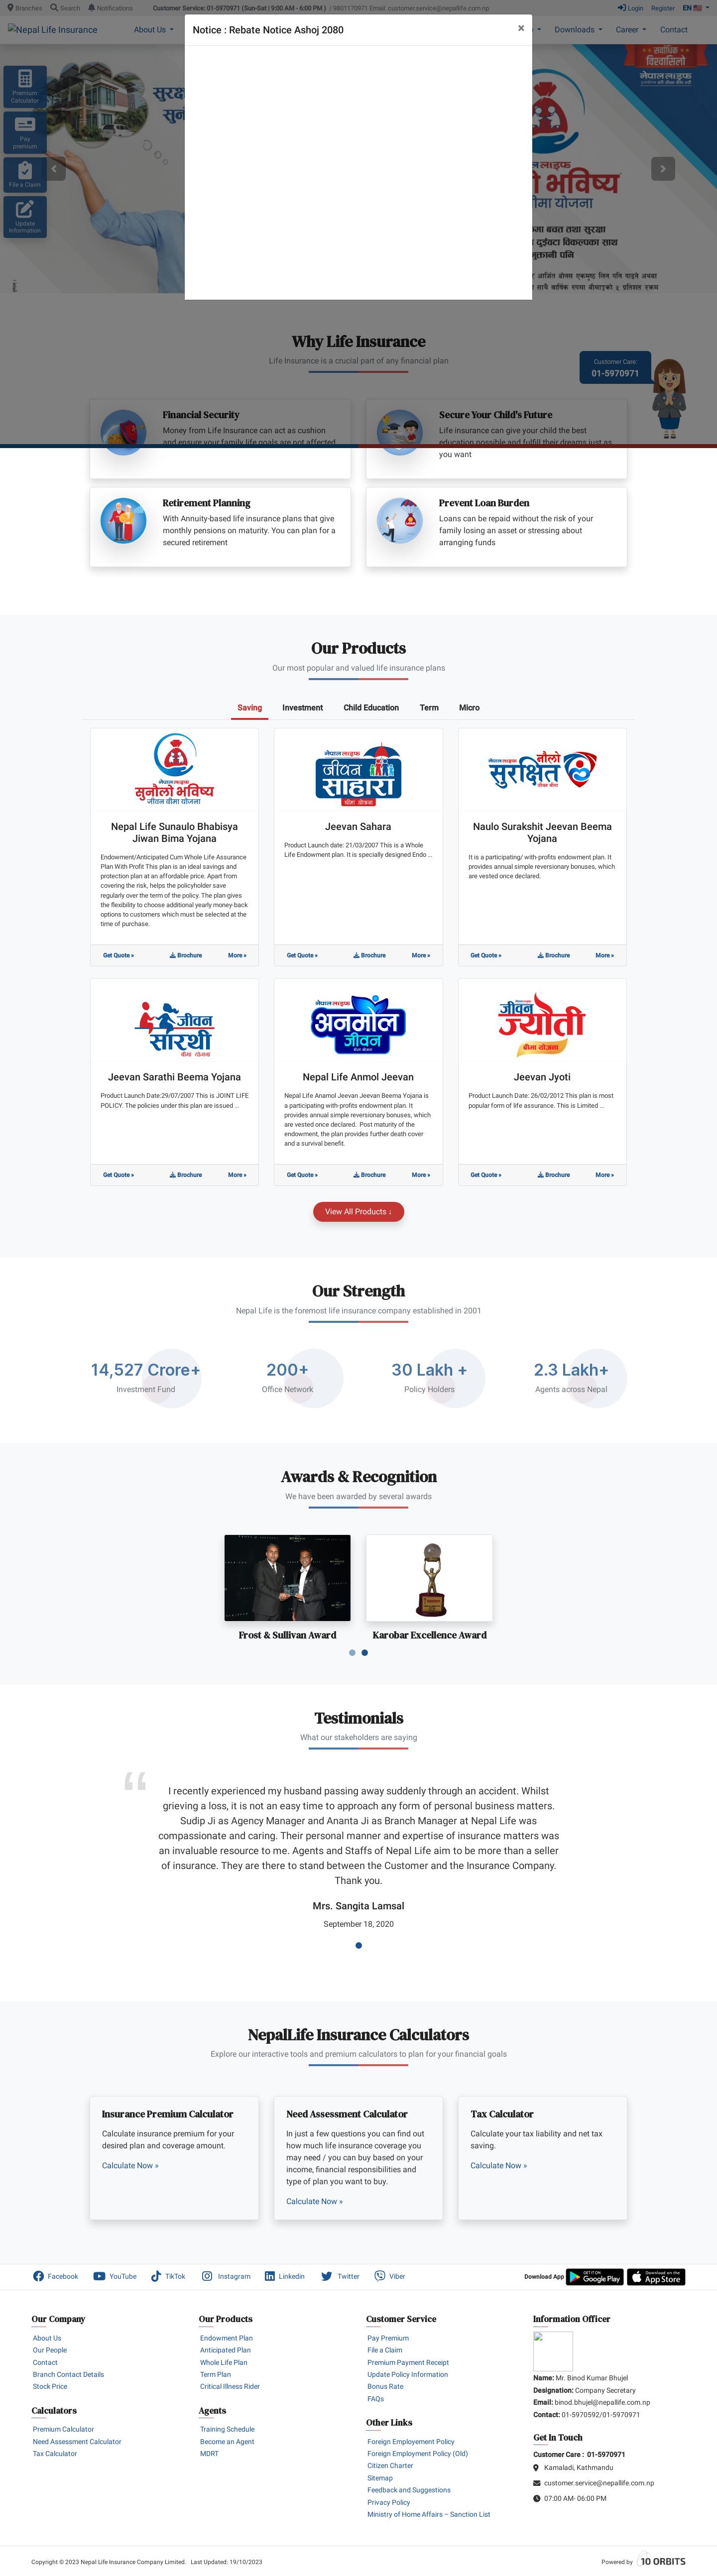 Branches Search Notifications Customer Service: 01-5970971 (Sun-Sat | 9:00 AM - 6:00 PM ) / 9801170971 Email: customer.service@nepallife.com.np Login Register EN
Nepal Life Insurance About Us Downloads Career Contact
Notice : Rebate Notice Ashoj 2080 ×
Premium Calculator
Pay premium
File a Claim
Update Information
Why Life Insurance
Life Insurance is a crucial part of any financial plan
Customer Care:
01-5970971
Financial Security
Money from Life Insurance can act as cushion
and ensure your family life goals are not affected
Secure Your Child's Future
Life insurance can give your child the best
education possible and fulfill their dreams just as
you want
Retirement Planning
With Annuity-based life insurance plans that give
monthly pensions on maturity. You can plan for a
secured retirement
Prevent Loan Burden
Loans can be repaid without the risk of your
family losing an asset or stressing about
arranging funds
Our Products
Our most popular and valued life insurance plans
Saving Investment Child Education Term Micro
नेपाल लाइफ
सुनौलो भविष्य
जीवन बीमा योजना
Nepal Life Sunaulo Bhabisya
Jiwan Bima Yojana
Endowment/Anticipated Cum Whole Life Assurance
Plan With Profit This plan is an ideal savings and
protection plan at an affordable price. Apart from
covering the risk, helps the policyholder save
regularly over the term of the policy. The plan gives
the flexibility to choose additional yearly money-back
options to customers which must be selected at the
time of purchase.
Get Quote » Brochure More »
नेपाल लाइफ
जीवन
साहारा
बीमा योजना
Jeevan Sahara
Product Launch date: 21/03/2007 This is a Whole
Life Endowment plan. It is specially designed Endo ...
Get Quote » Brochure More »
नेपाल लाइफ नौलो
सुरक्षित
जीवन बीमा
Naulo Surakshit Jeevan Beema
Yojana
It is a participating/ with-profits endowment plan. It
provides annual simple reversionary bonuses, which
are vested once declared.
Get Quote » Brochure More »
जीवन
सारथी
बीमा योजना
Jeevan Sarathi Beema Yojana
Product Launch Date:29/07/2007 This is JOINT LIFE
POLICY. The policies under this plan are issued ...
Get Quote » Brochure More »
नेपाल लाइफ
अनमोल
जीवन
Nepal Life Anmol Jeevan
Nepal Life Anamol Jeevan Jeevan Beema Yojana is
a participating with-profits endowment plan. It
provides annual simple reversionary bonuses, which
are vested once declared. Post maturity of the
endowment, the plan provides further death cover
and a survival benefit.
Get Quote » Brochure More »
जीवन
ज्योती
बीमा योजना
Jeevan Jyoti
Product Launch Date: 26/02/2012 This plan is most
popular form of life assurance. This is Limited ...
Get Quote » Brochure More »
View All Products ↓
Our Strength
Nepal Life is the foremost life insurance company established in 2001
14,527 Crore+
Investment Fund
200+
Office Network
30 Lakh +
Policy Holders
2.3 Lakh+
Agents across Nepal
Awards & Recognition
We have been awarded by several awards
Frost & Sullivan Award
Karobar Excellence Award
Testimonials
What our stakeholders are saying
“
I recently experienced my husband passing away suddenly through an accident. Whilst
grieving a loss, it is not an easy time to approach any form of personal business matters.
Sudip Ji as Agency Manager and Ananta Ji as Branch Manager at Nepal Life was
compassionate and caring. Their personal manner and expertise of insurance matters was
an invaluable resource to me. Agents and Staffs of Nepal Life aim to be more than a seller
of insurance. They are there to stand between the Customer and the Insurance Company.
Thank you.
Mrs. Sangita Lamsal
September 18, 2020
NepalLife Insurance Calculators
Explore our interactive tools and premium calculators to plan for your financial goals
Insurance Premium Calculator
Calculate insurance premium for your
desired plan and coverage amount.
Calculate Now »
Need Assessment Calculator
In just a few questions you can find out
how much life insurance coverage you
may need / you can buy based on your
income, financial responsibilities and
type of plan you want to buy.
Calculate Now »
Tax Calculator
Calculate your tax liability and net tax
saving.
Calculate Now »
Facebook YouTube TikTok Instagram Linkedin Twitter Viber Download App GET IT ON Google Play Download on the App Store
Our Company
About Us
Our People
Contact
Branch Contact Details
Stock Price
Calculators
Premium Calculator
Need Assessment Calculator
Tax Calculator
Our Products
Endowment Plan
Anticipated Plan
Whole Life Plan
Term Plan
Critical Illness Rider
Agents
Training Schedule
Become an Agent
MDRT
Customer Service
Pay Premium
File a Claim
Premium Payment Receipt
Update Policy Information
Bonus Rate
FAQs
Other Links
Foreign Employement Policy
Foreign Employment Policy (Old)
Citizen Charter
Sitemap
Feedback and Suggestions
Privacy Policy
Ministry of Home Affairs – Sanction List
Information Officer
Name: Mr. Binod Kumar Bhujel
Designation: Company Secretary
Email: binod.bhujel@nepallife.com.np
Contact: 01-5970592/01-5970971
Get In Touch
Customer Care : 01-5970971
Kamaladi, Kathmandu
customer.service@nepallife.com.np
07:00 AM- 06:00 PM
Copyright © 2023 Nepal Life Insurance Company Limited. Last Updated: 19/10/2023
Powered by 10 ORBITS